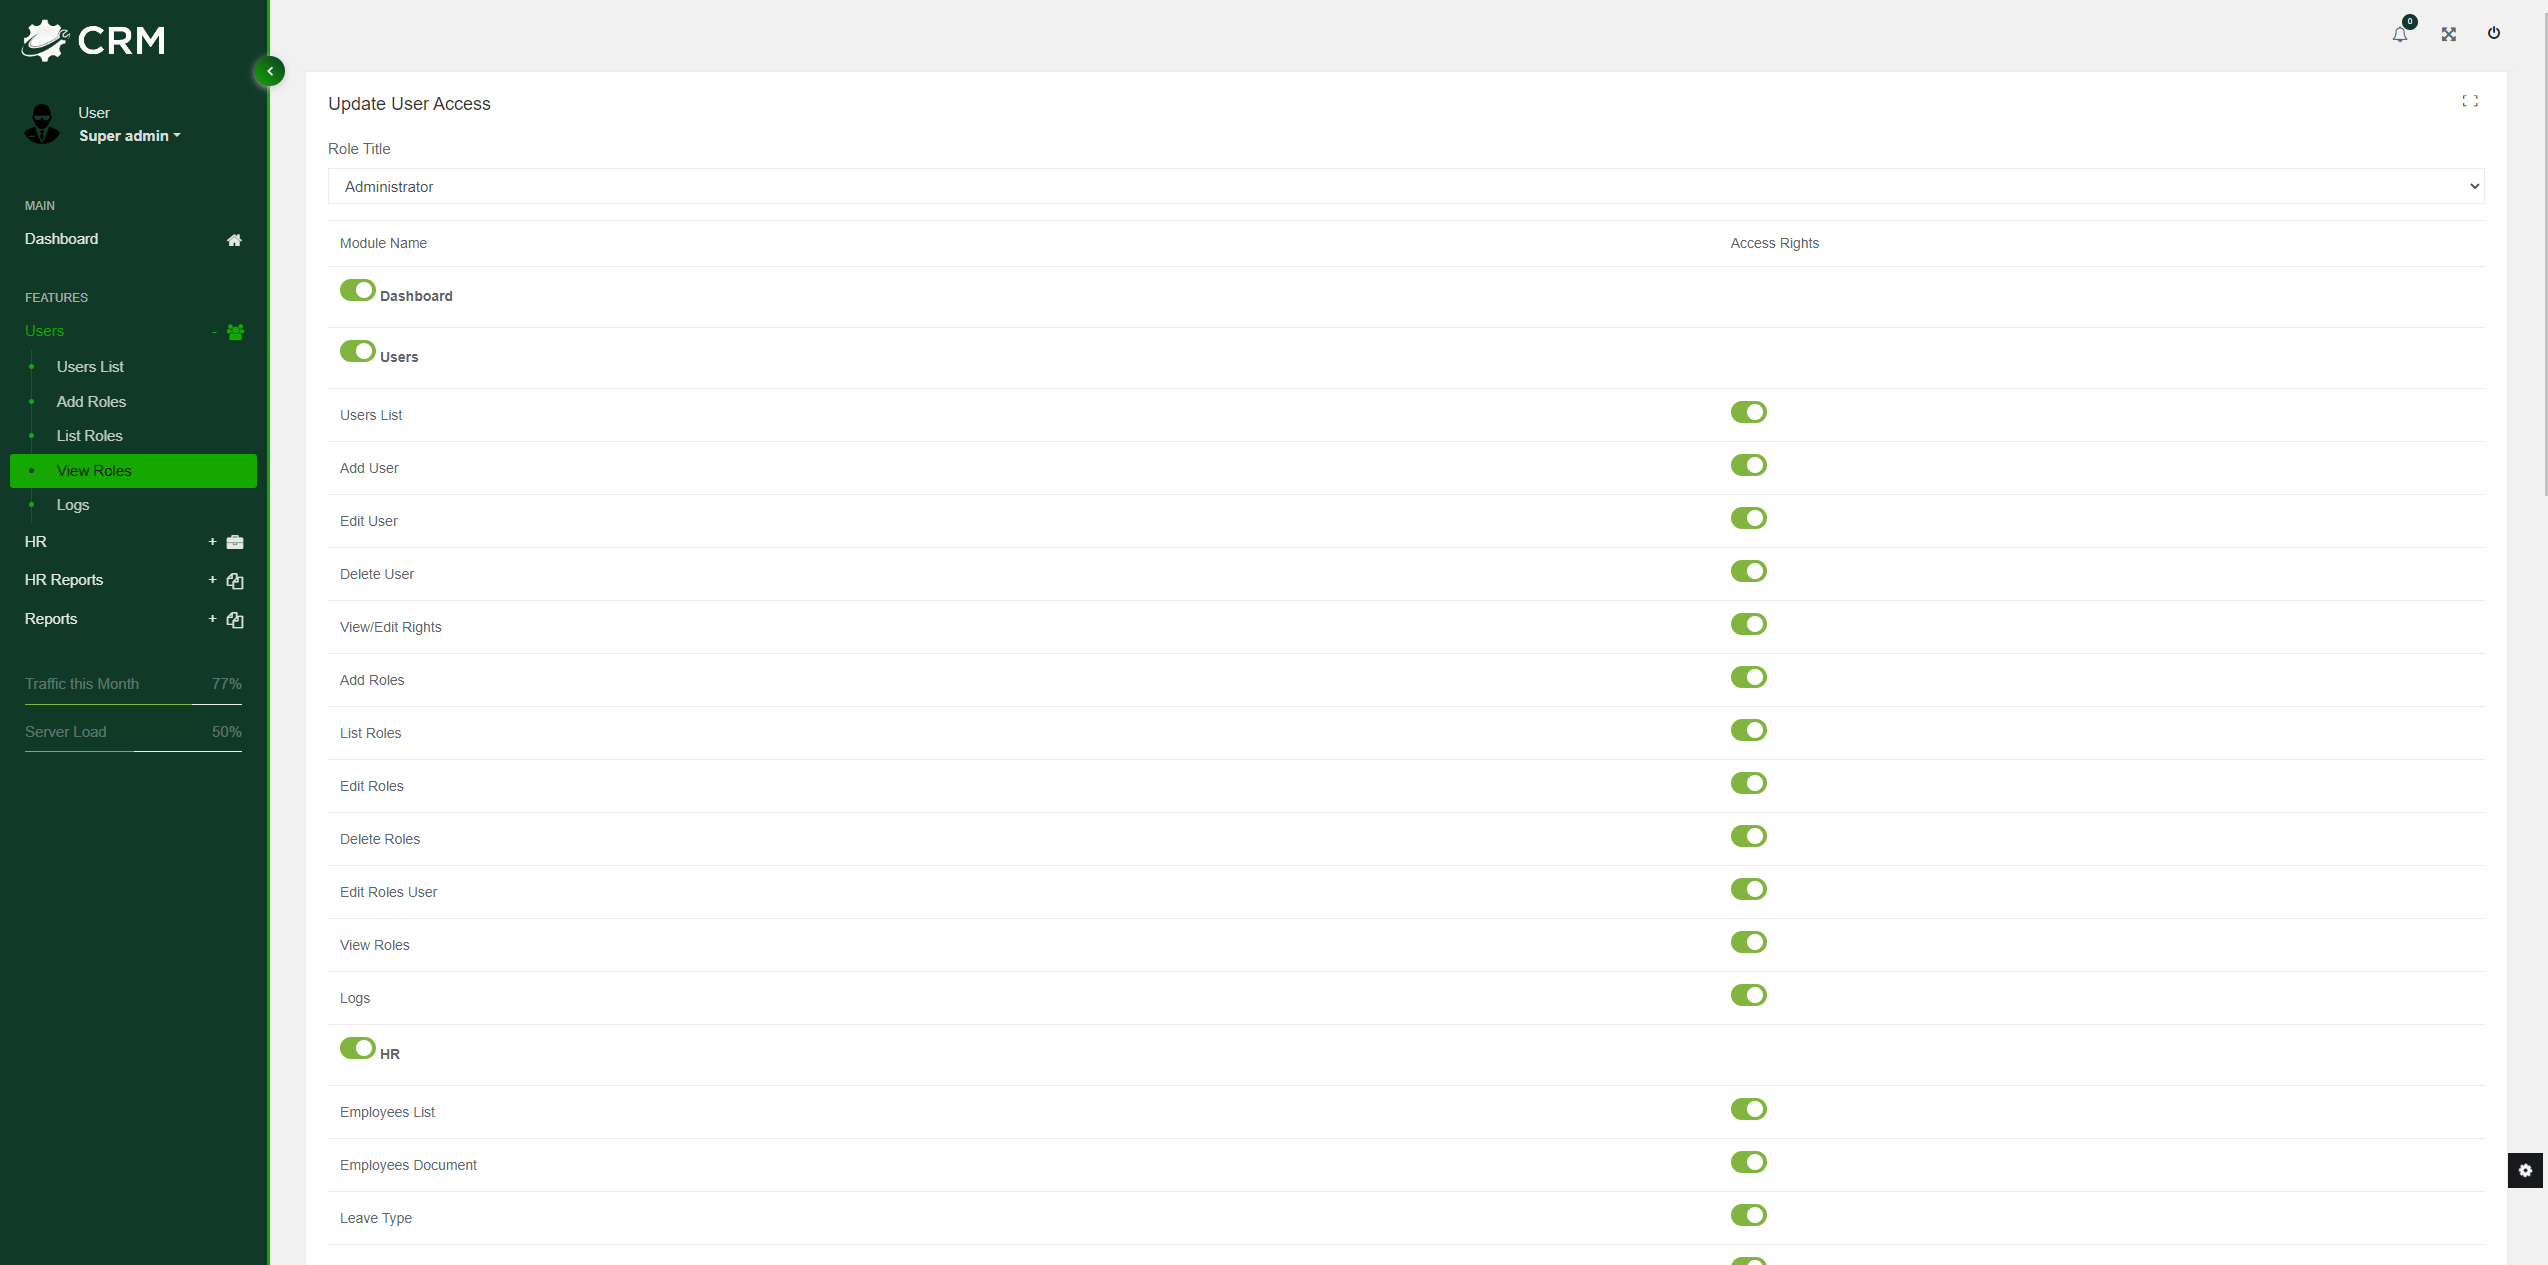 CRM
User
Super admin
MAIN
Dashboard
FEATURES
Users -
Users List
Add Roles
List Roles
View Roles
Logs
HR +
HR Reports +
Reports +
Traffic this Month 77%
Server Load 50%
0
Update User Access
Role Title
Administrator
Module Name Access Rights
Dashboard
Users
Users List
Add User
Edit User
Delete User
View/Edit Rights
Add Roles
List Roles
Edit Roles
Delete Roles
Edit Roles User
View Roles
Logs
HR
Employees List
Employees Document
Leave Type